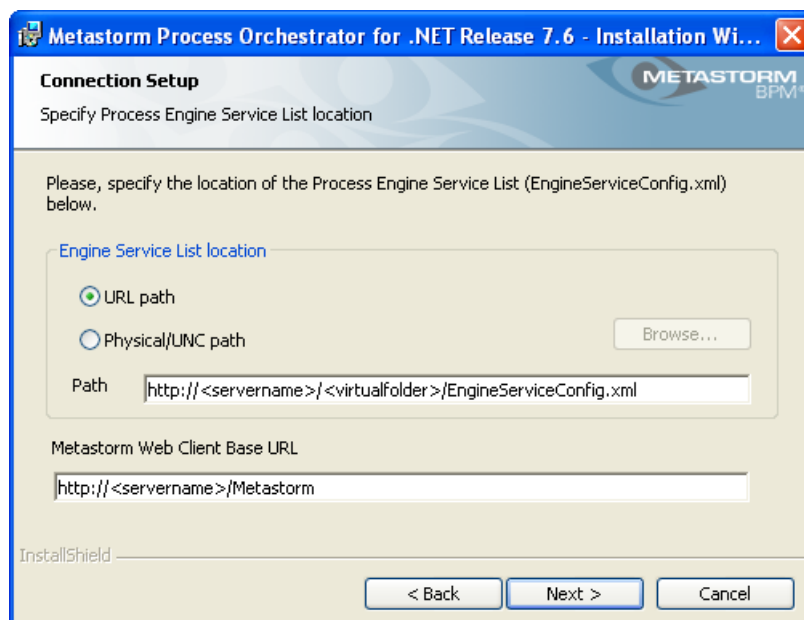 Metastorm Process Orchestrator for .NET Release 7.6 - Installation Wi...
Connection Setup
METASTORM
BPM
Specify Process Engine Service List location
Please, specify the location of the Process Engine Service List (EngineServiceConfig.xml)
below.
Engine Service List location
URL path
Physical/UNC path
Browse...
Path
http://<servername>/<virtualfolder>/EngineServiceConfig.xml
Metastorm Web Client Base URL
http://<servername>/Metastorm
InstallShield
< Back
Next >
Cancel